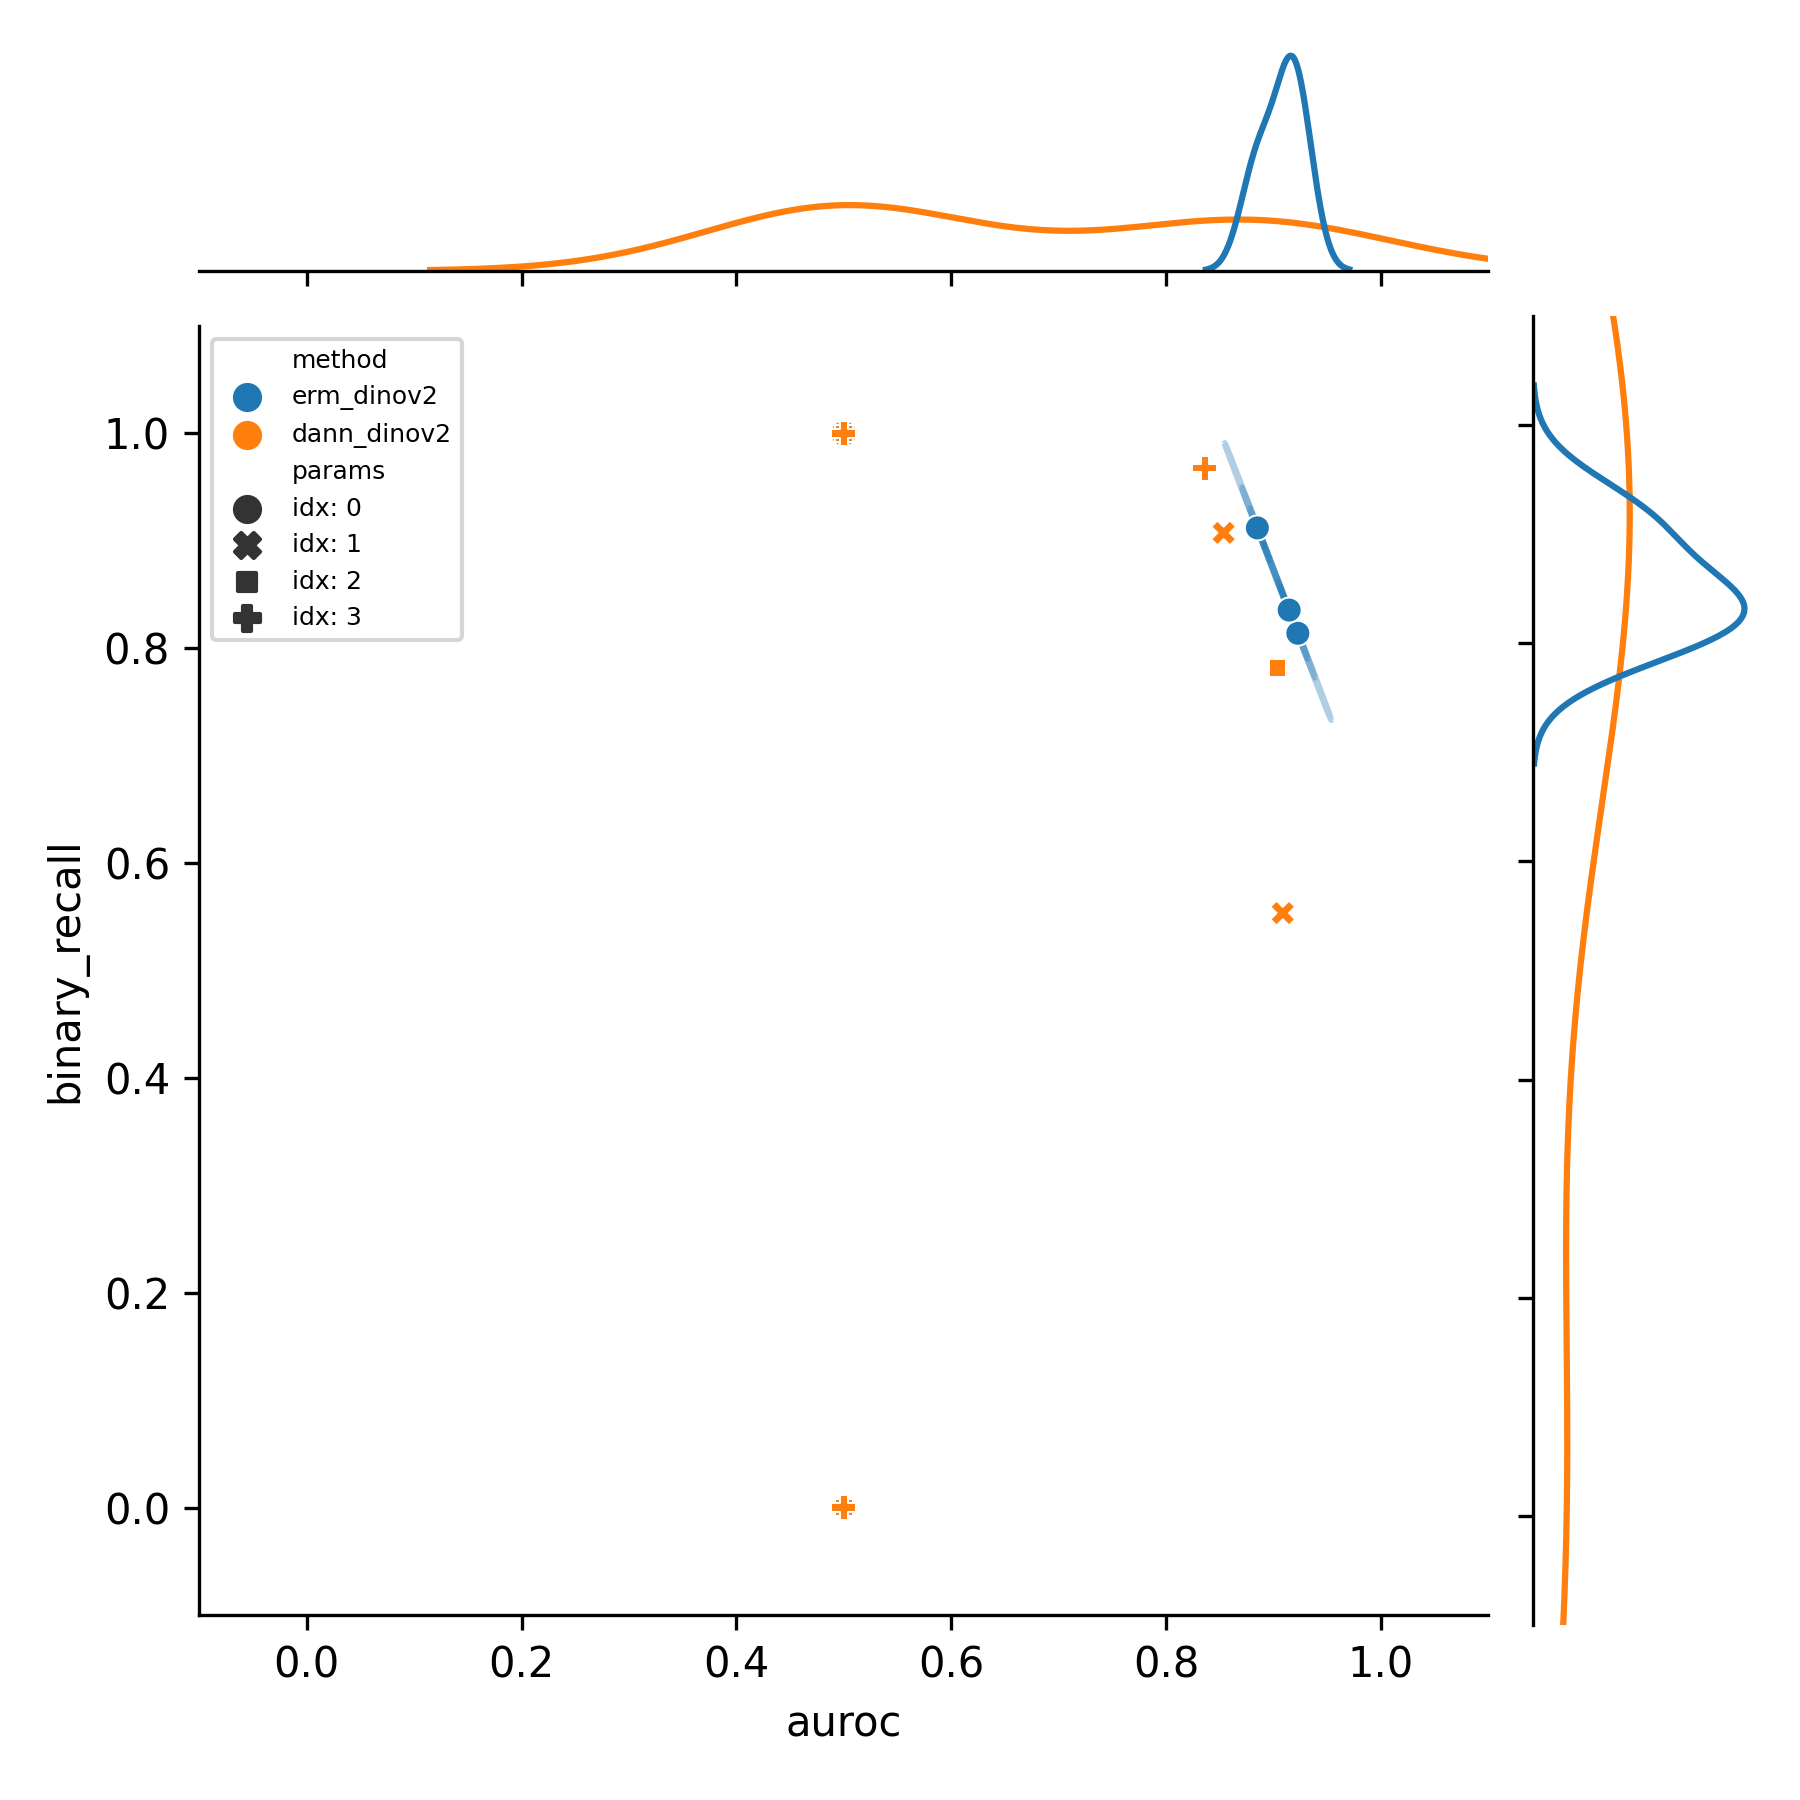 method
erm_dinov2
dann_dinov2
params
idx: 0
idx: 1
idx: 2
idx: 3
binary_recall
1.0
0.8
0.6
0.4
0.2
0.0
0.0 0.2 0.4 0.6 0.8 1.0
auroc